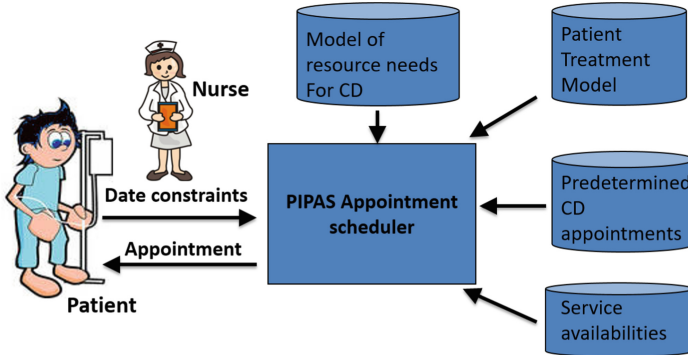 Model of
resource needs
For CD
Patient
Treatment
Model
Nurse
Date constraints
PIPAS Appointment
scheduler
Predetermined
CD
appointments
Appointment
Patient
Service
availabilities